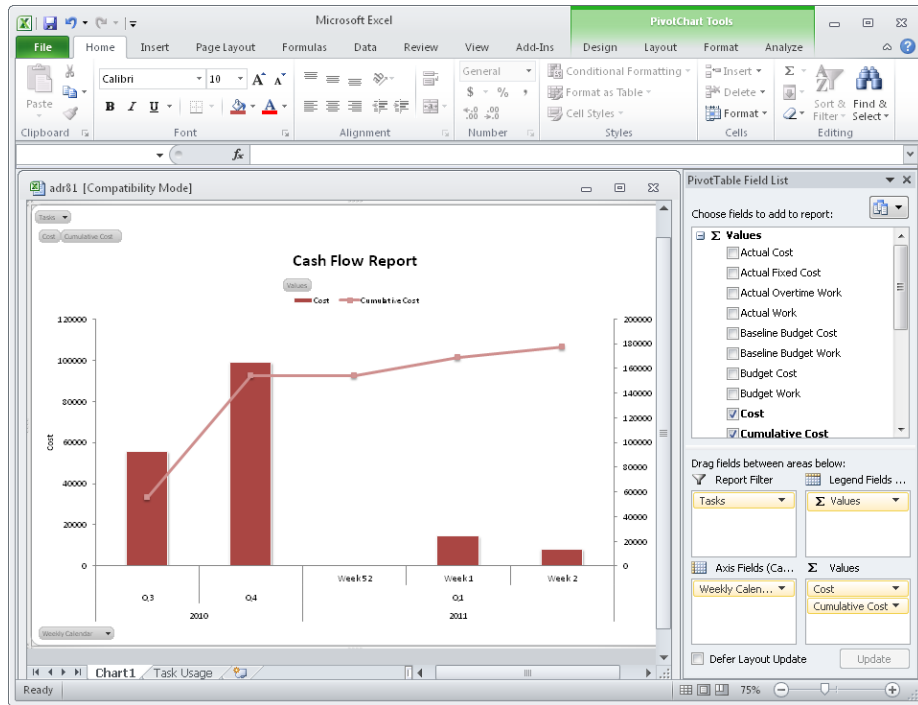 Microsoft Excel
PivotChart Tools
File Home Insert Page Layout Formulas Data Review View Add-Ins Design Layout Format Analyze
Paste
Calibri 10
B I U A
General
$ % ,
Conditional Formatting
Format as Table
Cell Styles
Insert
Delete
Format
Σ
Sort & Filter
Find & Select
Clipboard Font Alignment Number Styles Cells Editing
fx
adr81 [Compatibility Mode]
Tasks
Cost Cumulative Cost
Cash Flow Report
Values
Cost Cumulative Cost
120000
100000
80000
60000
40000
20000
0
Cost
200000
180000
160000
140000
120000
100000
80000
60000
40000
20000
0
Week52 Week1 Week 2
Q3 Q4 Q1
2010 2011
Weekly Calendar
Chart1 Task Usage
Ready
75%
PivotTable Field List
Choose fields to add to report:
Σ Values
Actual Cost
Actual Fixed Cost
Actual Overtime Work
Actual Work
Baseline Budget Cost
Baseline Budget Work
Budget Cost
Budget Work
Cost
Cumulative Cost
Drag fields between areas below:
Report Filter Legend Fields ...
Tasks Σ Values
Axis Fields (Ca... Σ Values
Weekly Calen... Cost
Cumulative Cost
Defer Layout Update Update